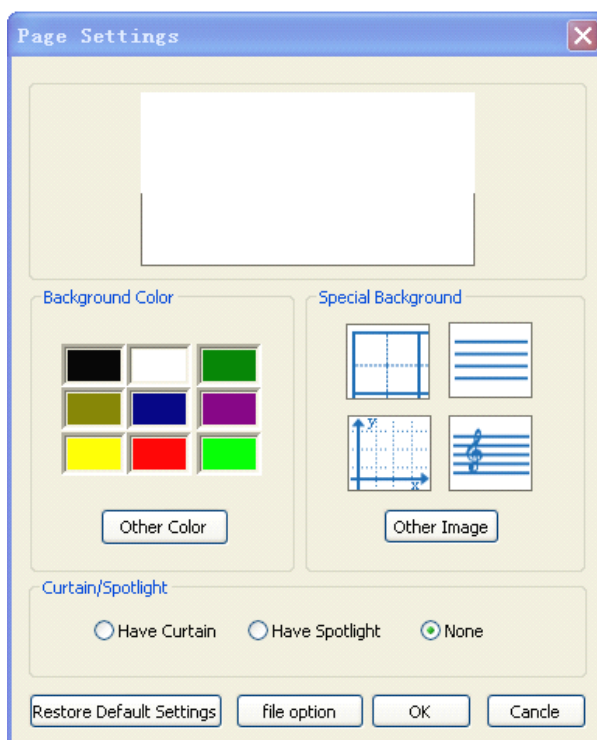 Page Settings
Background Color
Special Background
y
x
Other Color
Other Image
Curtain/Spotlight
Have Curtain Have Spotlight None
Restore Default Settings file option OK Cancle